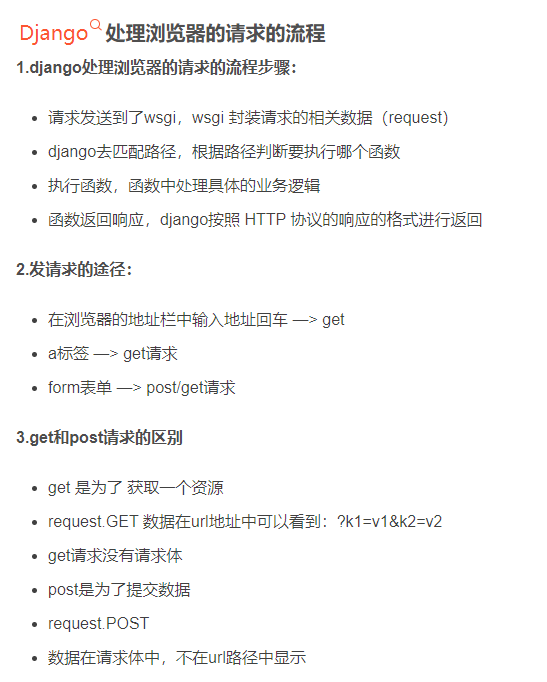 Django处理浏览器的请求的流程
1.django处理浏览器的请求的流程步骤：
请求发送到了wsgi，wsgi 封装请求的相关数据（request）
django去匹配路径，根据路径判断要执行哪个函数
执行函数，函数中处理具体的业务逻辑
函数返回响应，django按照 HTTP 协议的响应的格式进行返回
2.发请求的途径：
在浏览器的地址栏中输入地址回车 —> get
a标签 —> get请求
form表单 —> post/get请求
3.get和post请求的区别
get 是为了 获取一个资源
request.GET 数据在url地址中可以看到：?k1=v1&k2=v2
get请求没有请求体
post是为了提交数据
request.POST
数据在请求体中，不在url路径中显示